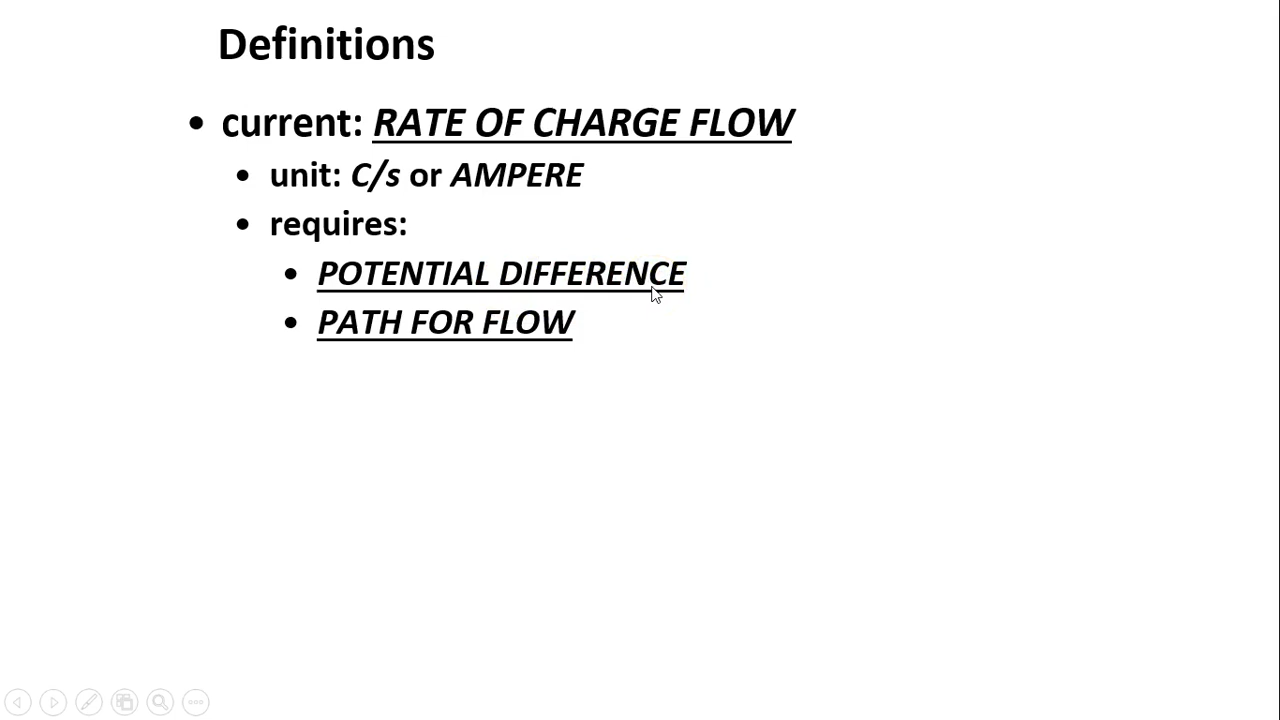 Definitions
• current: RATE OF CHARGE FLOW
• unit: C/s or AMPERE
• requires:
• POTENTIAL DIFFERENCE
• PATH FOR FLOW